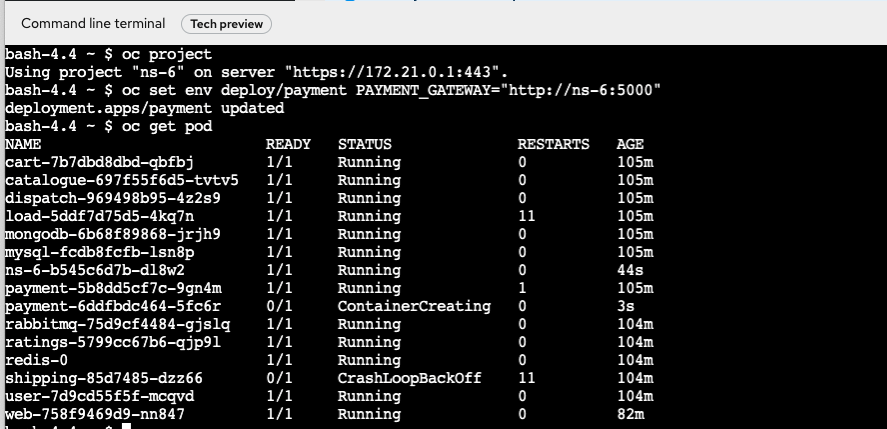 Command line terminal Tech preview
bash-4.4 ~ $ oc project
Using project "ns-6" on server "https://172.21.0.1:443".
bash-4.4 ~ $ oc set env deploy/payment PAYMENT_GATEWAY="http://ns-6:5000"
deployment.apps/payment updated
bash-4.4 ~ $ oc get pod
NAME READY STATUS RESTARTS AGE
cart-7b7dbd8dbd-qbfbj 1/1 Running 0 105m
catalogue-697f55f6d5-tvtv5 1/1 Running 0 105m
dispatch-969498b95-4z2s9 1/1 Running 0 105m
load-5ddf7d75d5-4kq7n 1/1 Running 11 105m
mongodb-6b68f89868-jrjh9 1/1 Running 0 105m
mysql-fcdb8fcfb-lsn8p 1/1 Running 0 105m
ns-6-b545c6d7b-dl8w2 1/1 Running 0 44s
payment-5b8dd5cf7c-9gn4m 1/1 Running 1 105m
payment-6ddfbdc464-5fc6r 0/1 ContainerCreating 0 3s
rabbitmq-75d9cf4484-gjslq 1/1 Running 0 104m
ratings-5799cc67b6-qjp9l 1/1 Running 0 104m
redis-0 1/1 Running 0 104m
shipping-85d7485-dzz66 0/1 CrashLoopBackOff 11 104m
user-7d9cd55f5f-mcqvd 1/1 Running 0 104m
web-758f9469d9-nn847 1/1 Running 0 82m
bash-4.4 ~ $